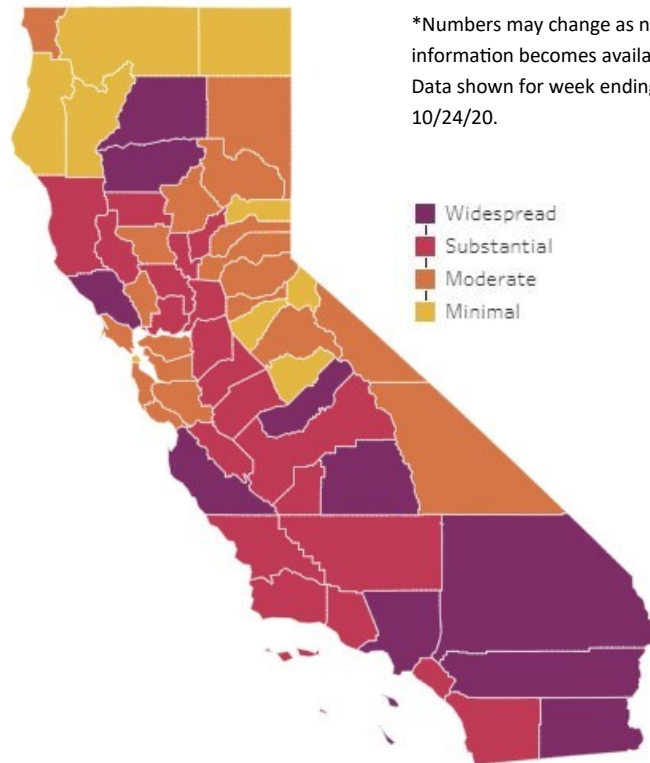 *Numbers may change as n
information becomes availa
Data shown for week ending
10/24/20.
Widespread
Substantial
Moderate
Minimal